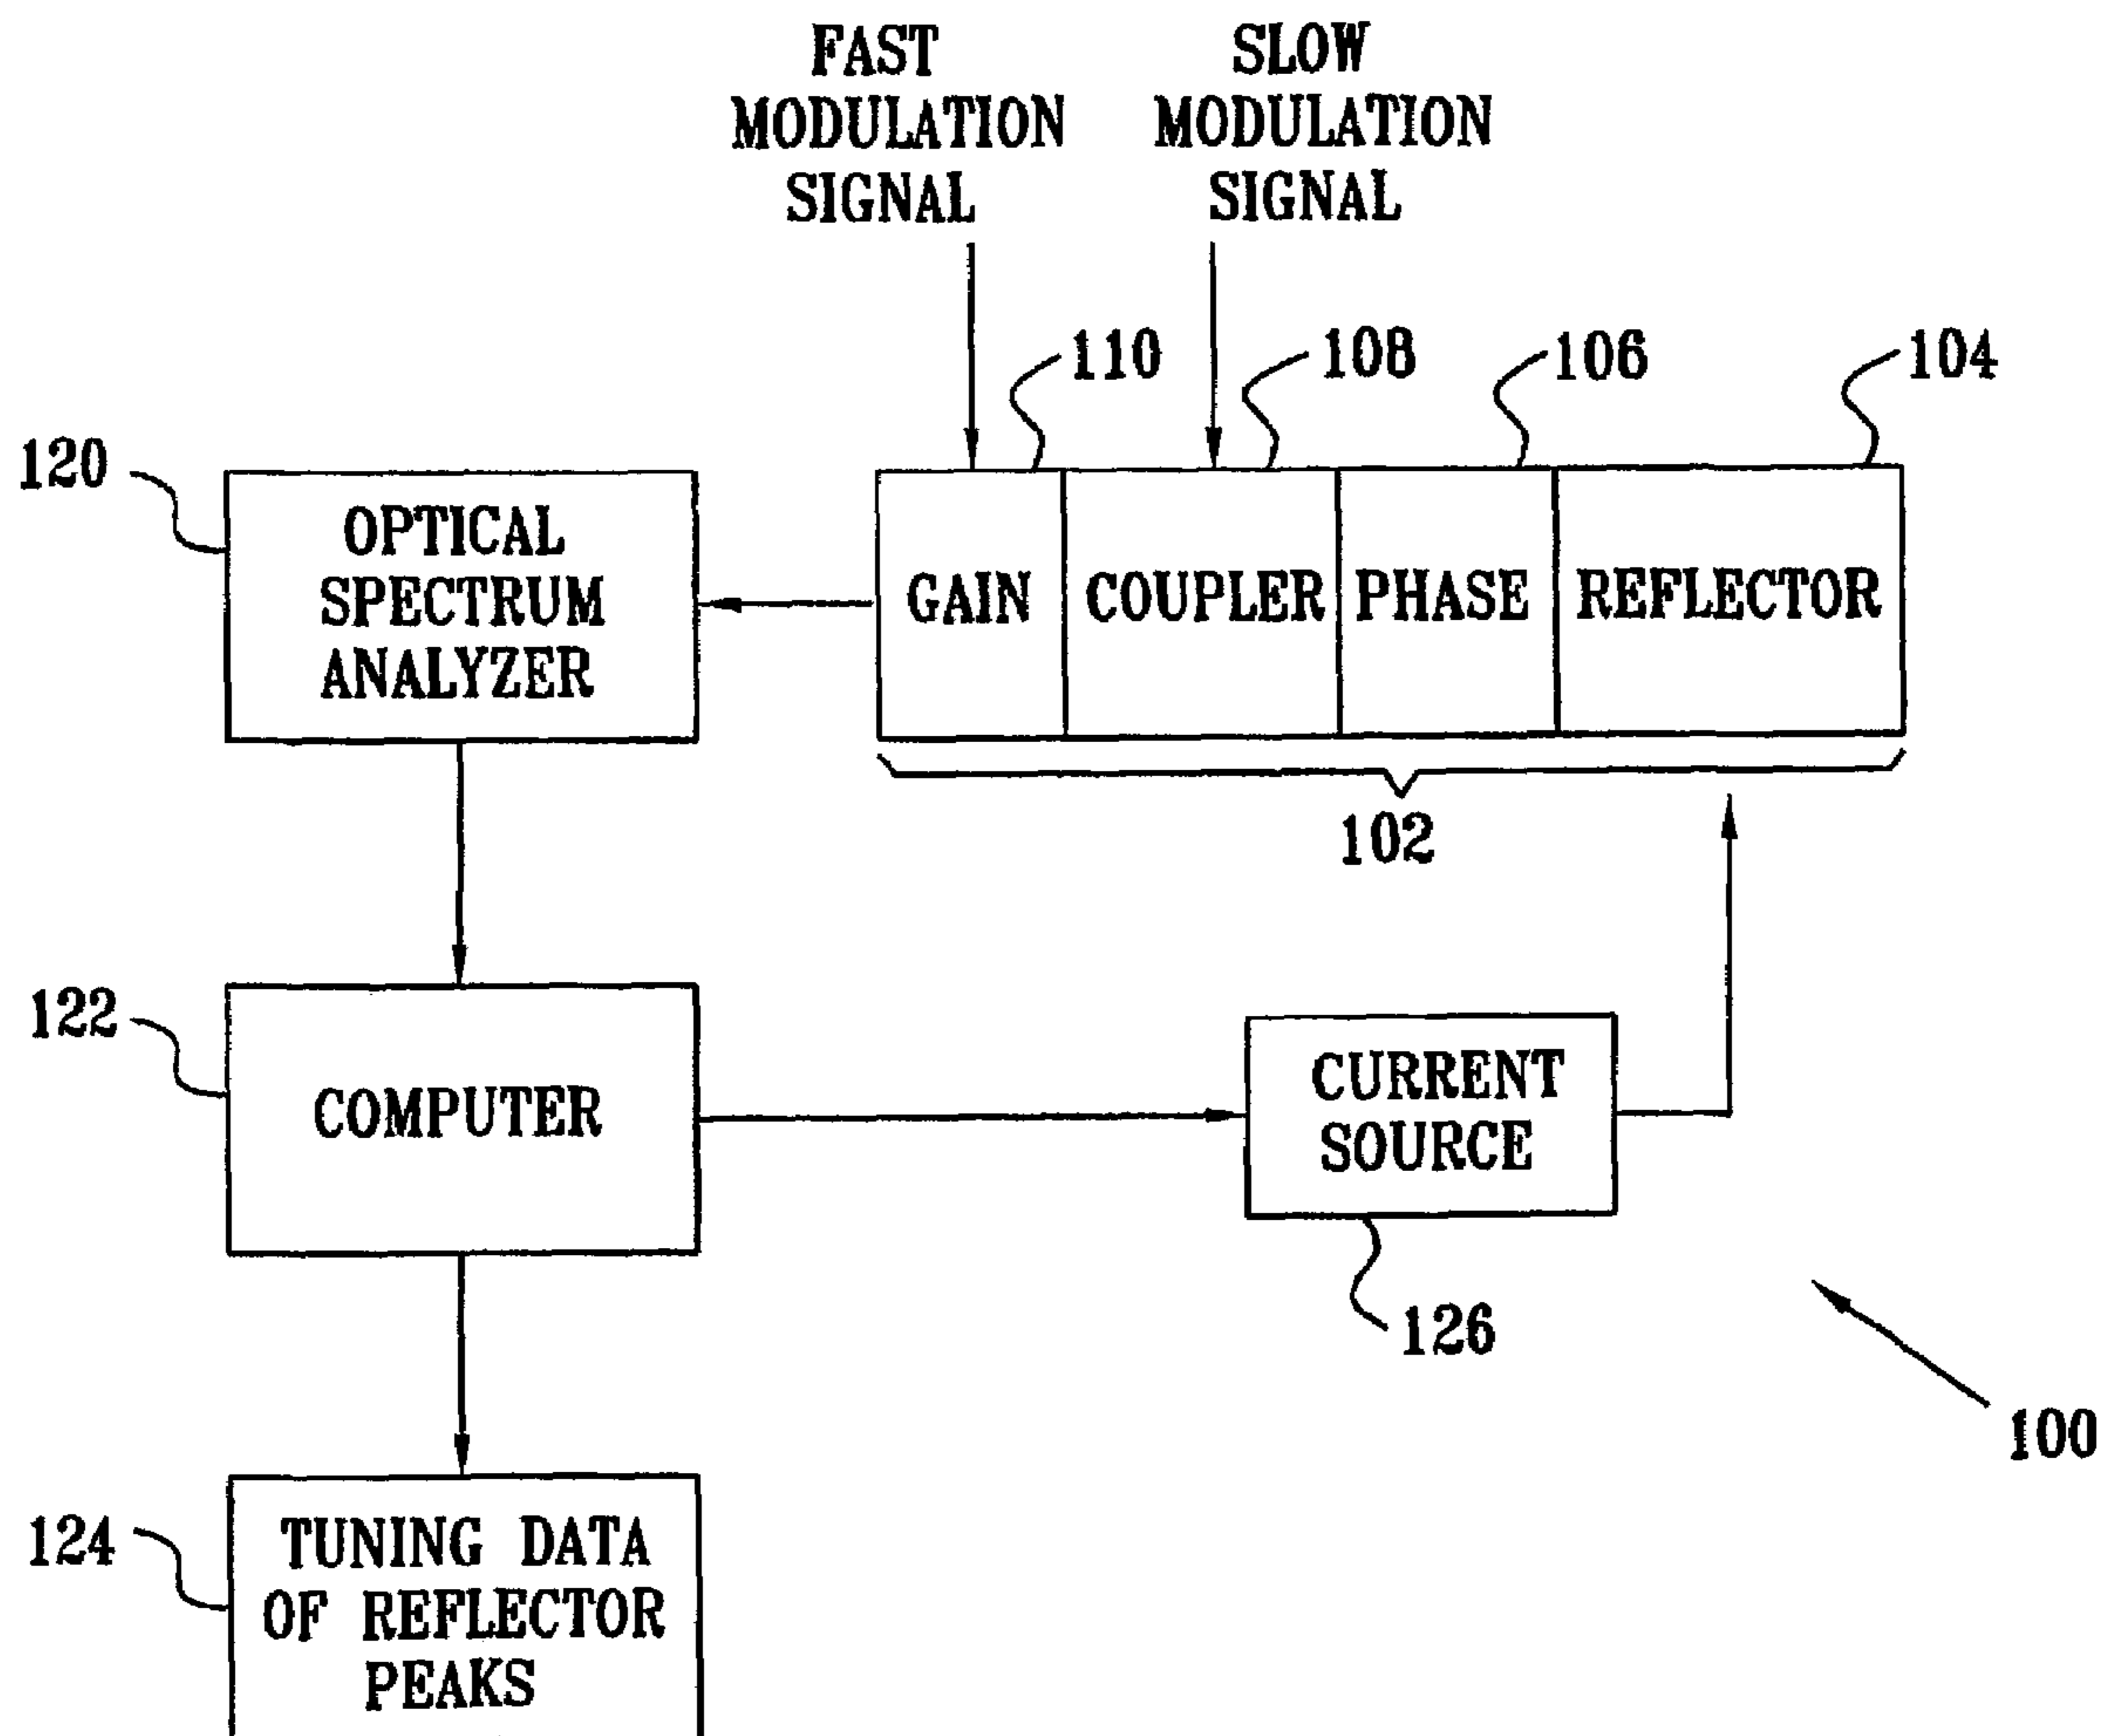 FAST
MODULATION
SIGNAL
SLOW
MODULATION
SIGNAL
110
108
106
104
120
OPTICAL
SPECTRUM
ANALYZER
GAIN
COUPLER
PHASE
REFLECTOR
102
122
COMPUTER
CURRENT
SOURCE
126
100
124
TUNING DATA
OF REFLECTOR
PEAKS